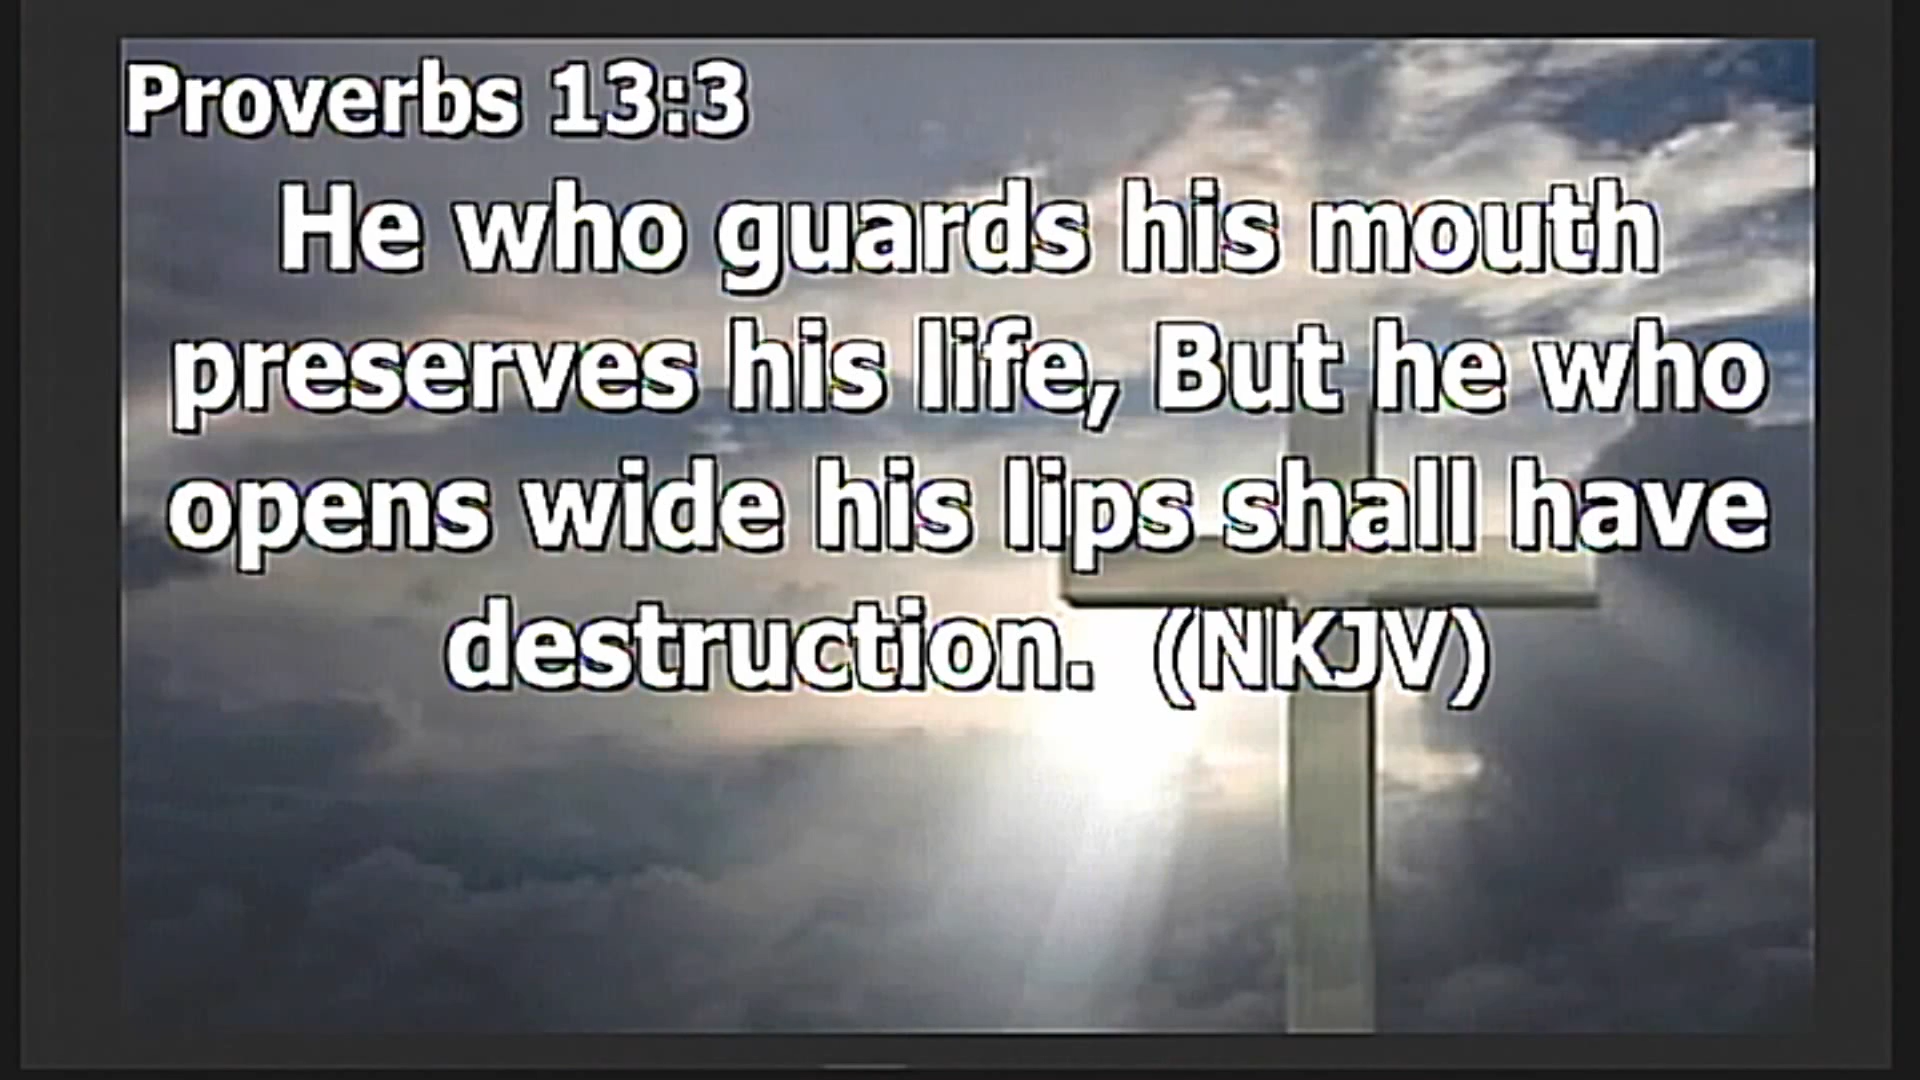 Proverbs 13:3
He who guards his mouth
preserves his life, But he who
opens wide his lips shall have
destruction. (NKJV)